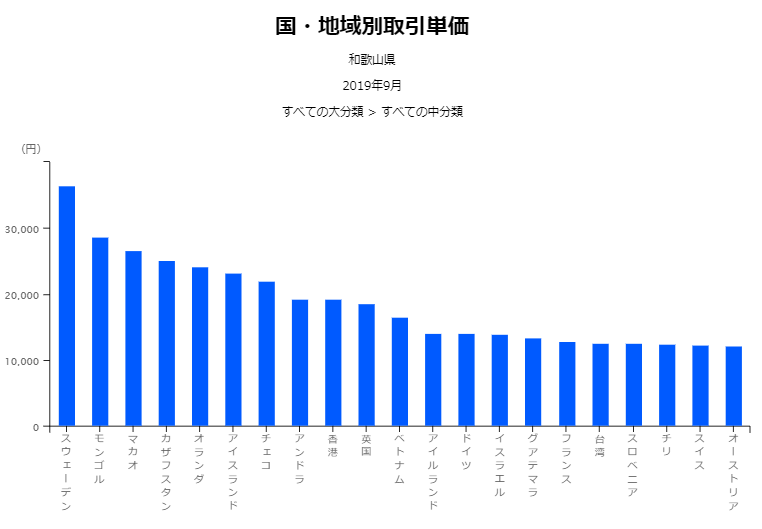 国・地域別取引単価
和歌山県
2019年9月
すべての大分類 > すべての中分類
(円)
30,000
20,000
10,000
0
スウェーデン
モンゴル
マカオ
カザフスタン
オランダ
アイスランド
チェコ
アンドラ
香港
英国
ベトナム
アイルランド
ドイツ
イスラエル
グアテマラ
フランス
台湾
スロベニア
チリ
スイス
オーストリア